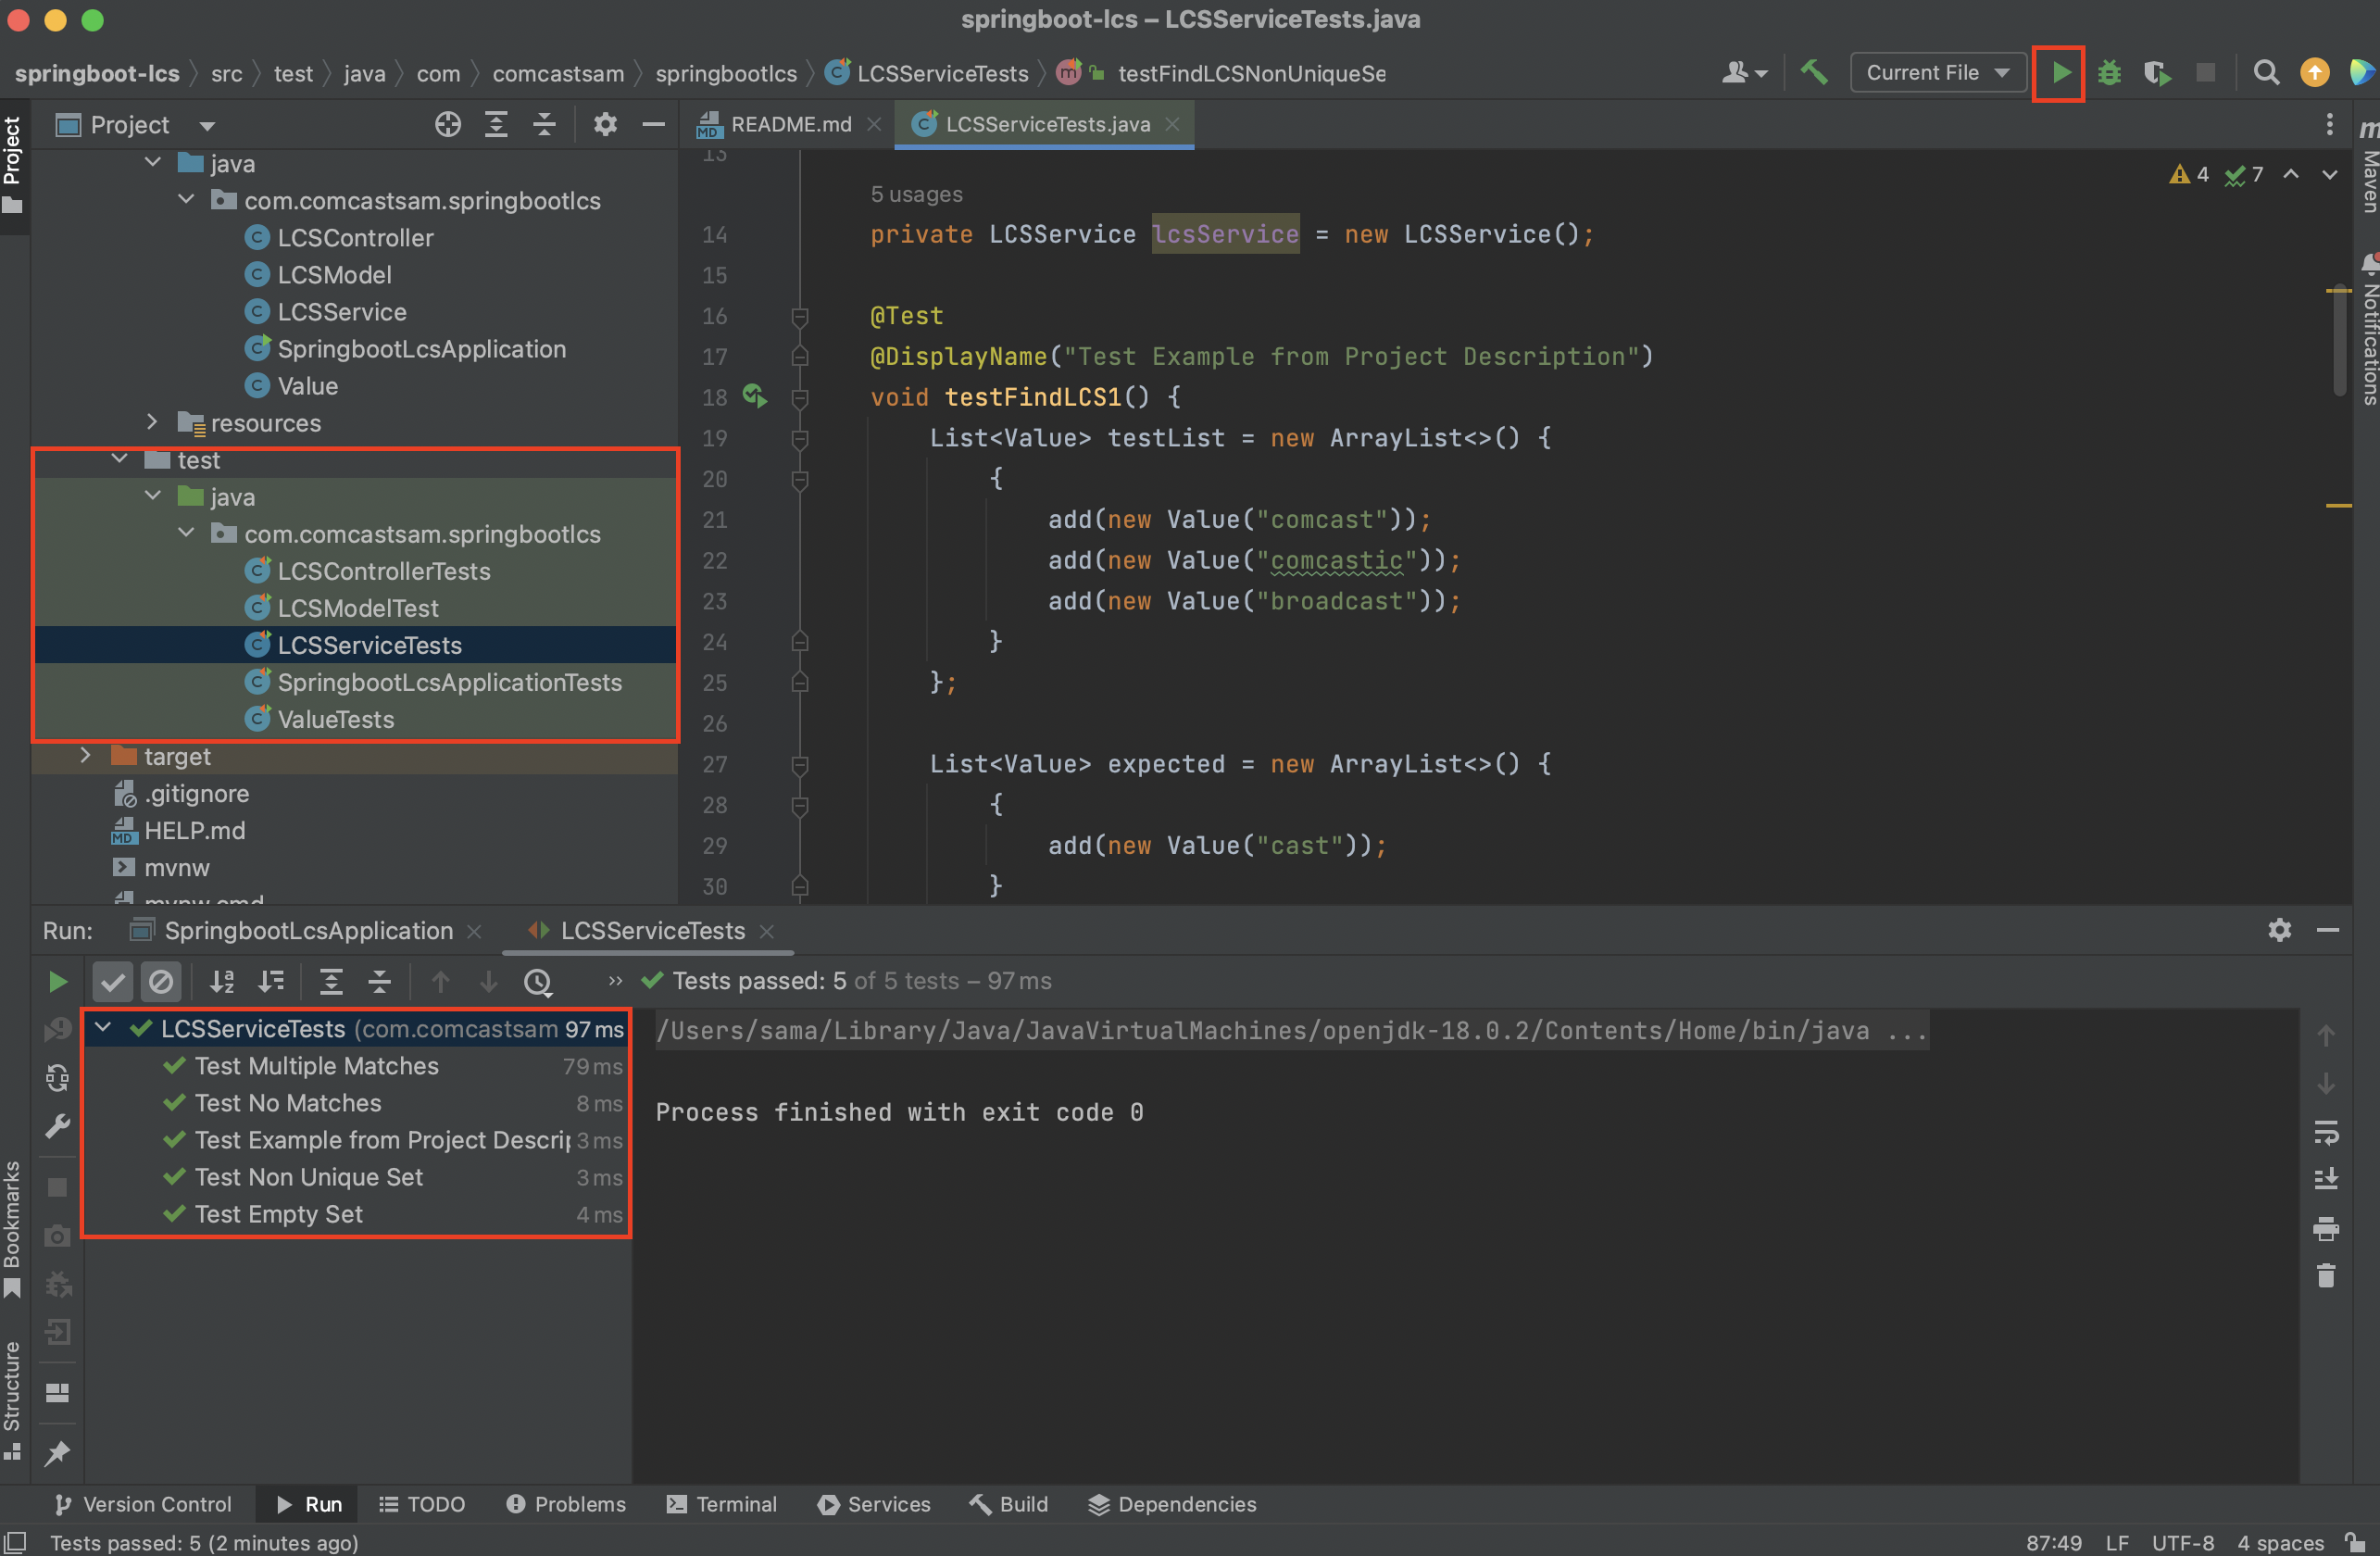 springboot-lcs – LCSServiceTests.java
springboot-lcs src test java com comcastsam springbootlcs LCSServiceTests testFindLCSNonUniqueSe
Current File
Project
README.md
LCSServiceTests.java
Project
java
com.comcastsam.springbootlcs
LCSController
LCSModel
LCSService
SpringbootLcsApplication
Value
resources
test
java
com.comcastsam.springbootlcs
LCSControllerTests
LCSModelTest
LCSServiceTests
SpringbootLcsApplicationTests
ValueTests
target
.gitignore
HELP.md
mvnw
mvnw.cmd
13
4 7
5 usages
14 private LCSService lcsService = new LCSService();
15
16 @Test
17 @DisplayName("Test Example from Project Description")
18 void testFindLCS1() {
19 List<Value> testList = new ArrayList<>() {
20 {
21 add(new Value("comcast"));
22 add(new Value("comcastic"));
23 add(new Value("broadcast"));
24 }
25 };
26
27 List<Value> expected = new ArrayList<>() {
28 {
29 add(new Value("cast"));
30 }
Maven
Notifications
Run: SpringbootLcsApplication LCSServiceTests
» Tests passed: 5 of 5 tests – 97 ms
LCSServiceTests (com.comcastsam 97 ms
Test Multiple Matches 79 ms
Test No Matches 8 ms
Test Example from Project Descrip 3 ms
Test Non Unique Set 3 ms
Test Empty Set 4 ms
/Users/sama/Library/Java/JavaVirtualMachines/openjdk-18.0.2/Contents/Home/bin/java ...
Process finished with exit code 0
Bookmarks
Structure
Version Control Run TODO Problems Terminal Services Build Dependencies
Tests passed: 5 (2 minutes ago) 87:49 LF UTF-8 4 spaces